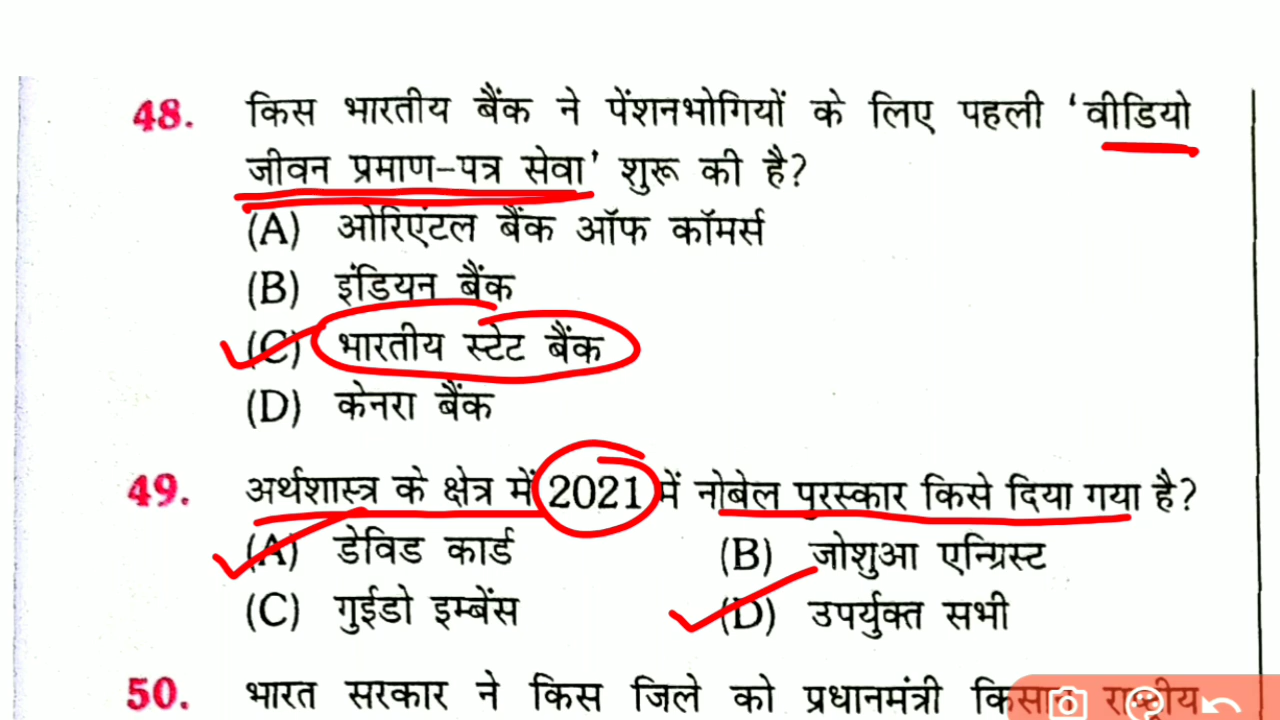 48. किस भारतीय बैंक ने पेंशनभोगियों के लिए पहली ‘वीडियो
जीवन प्रमाण-पत्र सेवा’ शुरू की है?
(A) ओरिएंटल बैंक ऑफ कॉमर्स
(B) इंडियन बैंक
(C) भारतीय स्टेट बैंक
(D) केनरा बैंक
49. अर्थशास्त्र के क्षेत्र में 2021 में नोबेल पुरस्कार किसे दिया गया है?
(A) डेविड कार्ड (B) जोशुआ एन्ग्रिस्ट
(C) गुईडो इम्बेंस (D) उपर्युक्त सभी
50. भारत सरकार ने किस जिले को प्रधानमंत्री किसान राष्ट्रीय